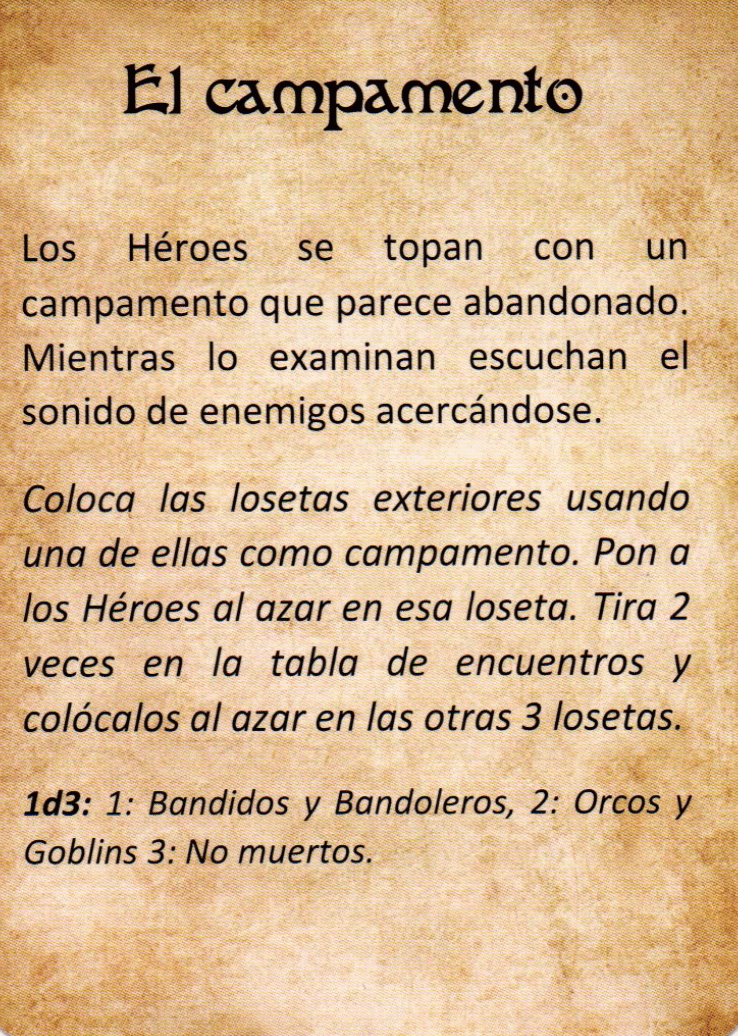 El campamento
Los Héroes se topan con un
campamento que parece abandonado.
Mientras lo examinan escuchan el
sonido de enemigos acercándose.
Coloca las losetas exteriores usando
una de ellas como campamento. Pon a
los Héroes al azar en esa loseta. Tira 2
veces en la tabla de encuentros y
colócalos al azar en las otras 3 losetas.
1d3: 1: Bandidos y Bandoleros, 2: Orcos y
Goblins 3: No muertos.